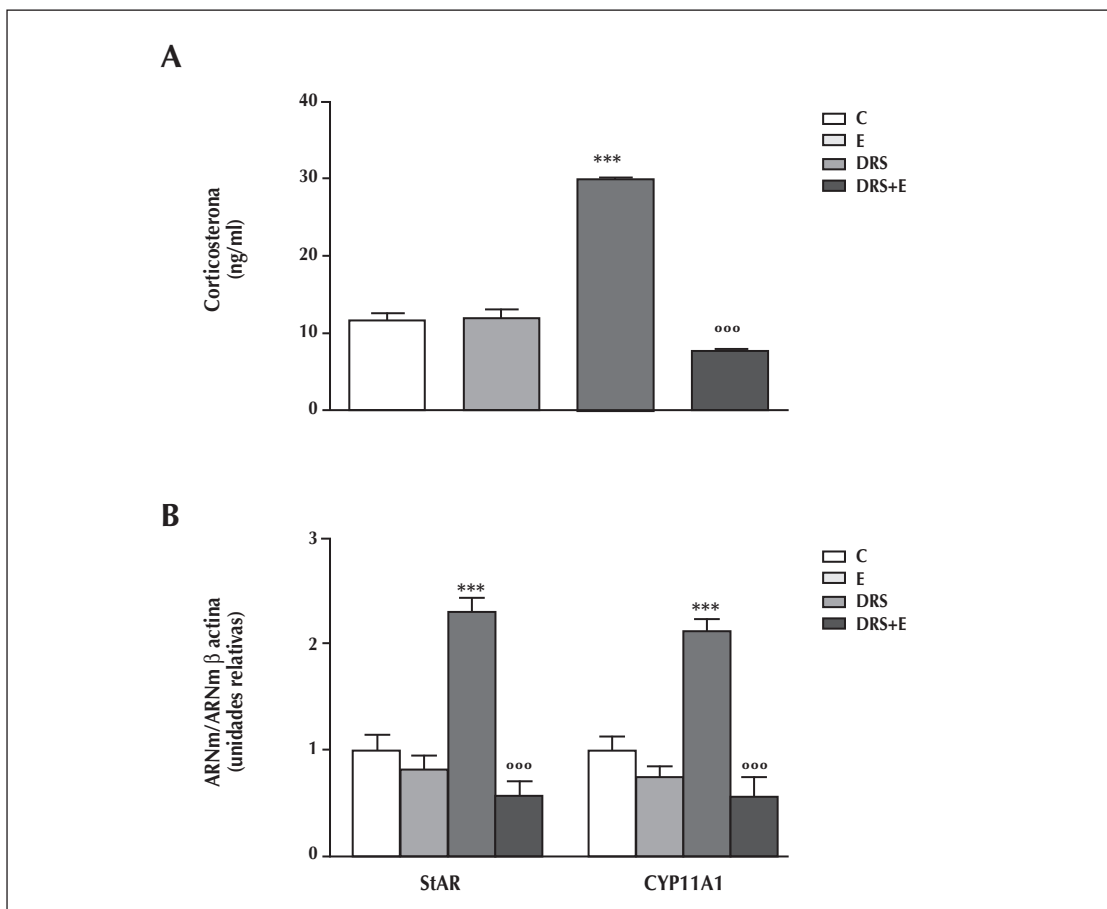 A
Corticosterona
(ng/ml)
40
30
20
10
0
***
ooo
C
E
DRS
DRS+E
B
ARNm/ARNm β actina
(unidades relativas)
3
2
1
0
***
ooo
***
ooo
StAR
CYP11A1
C
E
DRS
DRS+E